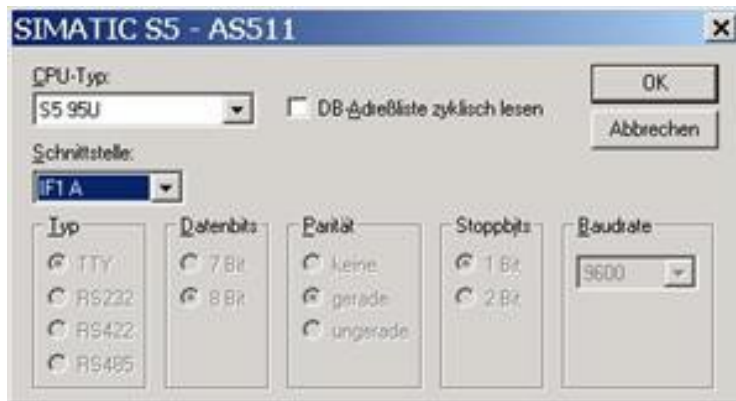 SIMATIC S5 - AS511
CPU-Typ:
S5 95U
DB-Adreßliste zyklisch lesen
OK
Abbrechen
Schnittstelle:
IF1 A
Typ
TTY
RS232
RS422
RS485
Datenbits
7 Bit
8 Bit
Parität
keine
gerade
ungerade
Stoppbits
1 Bit
2 Bit
Baudrate
9600